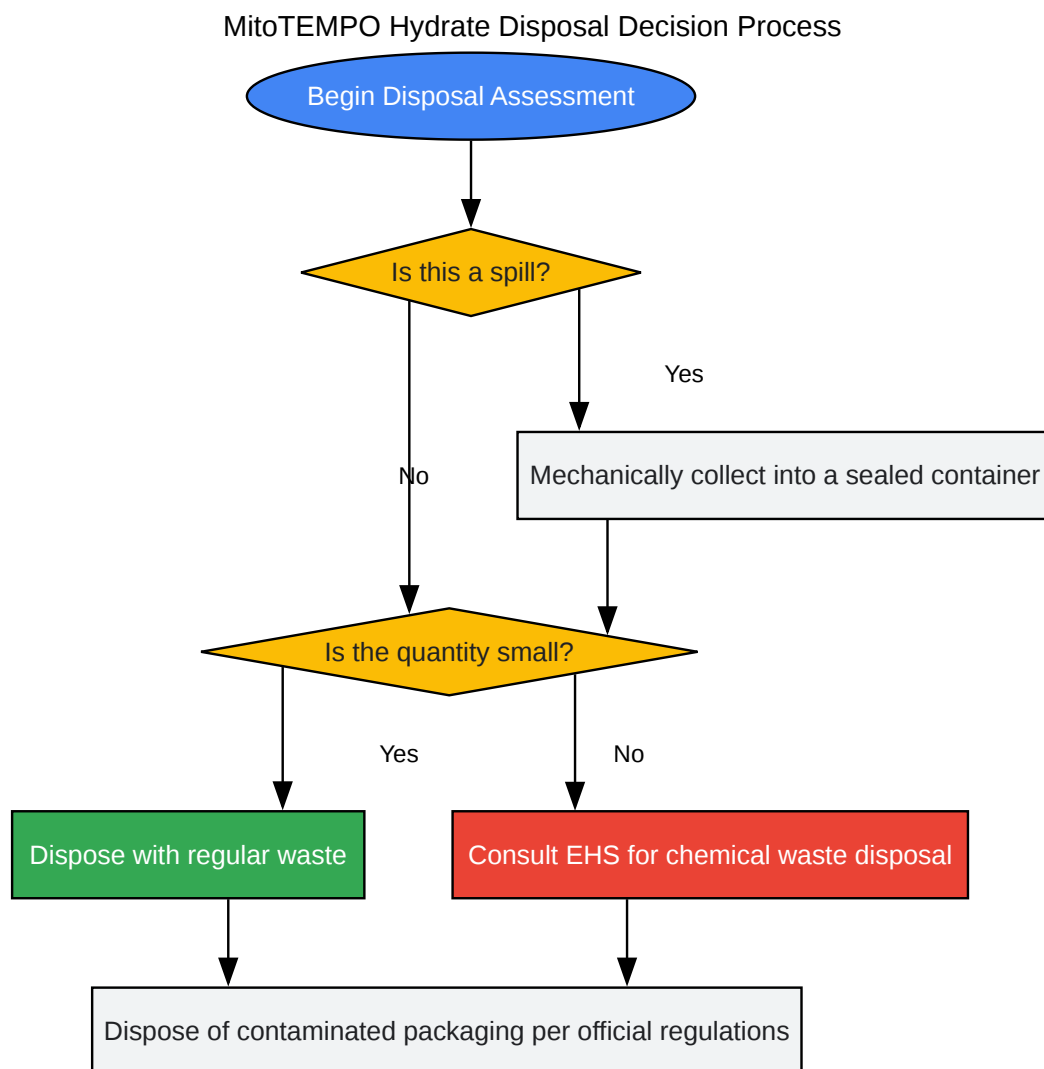 MitoTEMPO Hydrate Disposal Decision Process
Begin Disposal Assessment
Is this a spill?
Yes
No
Mechanically collect into a sealed container
Is the quantity small?
Yes
No
Dispose with regular waste
Consult EHS for chemical waste disposal
Dispose of contaminated packaging per official regulations